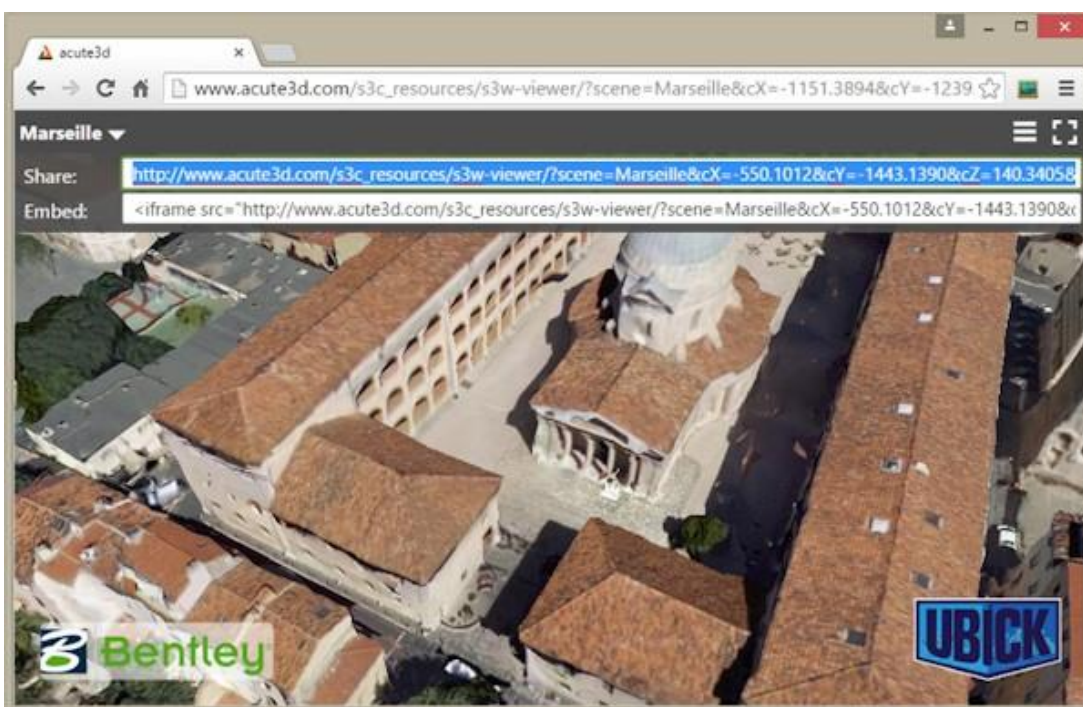 acute3d
www.acute3d.com/s3c_resources/s3w-viewer/?scene=Marseille&cX=-1151.3894&cY=-1239
Marseille
Share: http://www.acute3d.com/s3c_resources/s3w-viewer/?scene=Marseille&cX=-550.1012&cY=-1443.1390&cZ=140.3405&
Embed: <iframe src="http://www.acute3d.com/s3c_resources/s3w-viewer/?scene=Marseille&cX=-550.1012&cY=-1443.1390&c
Bentley
UBICK